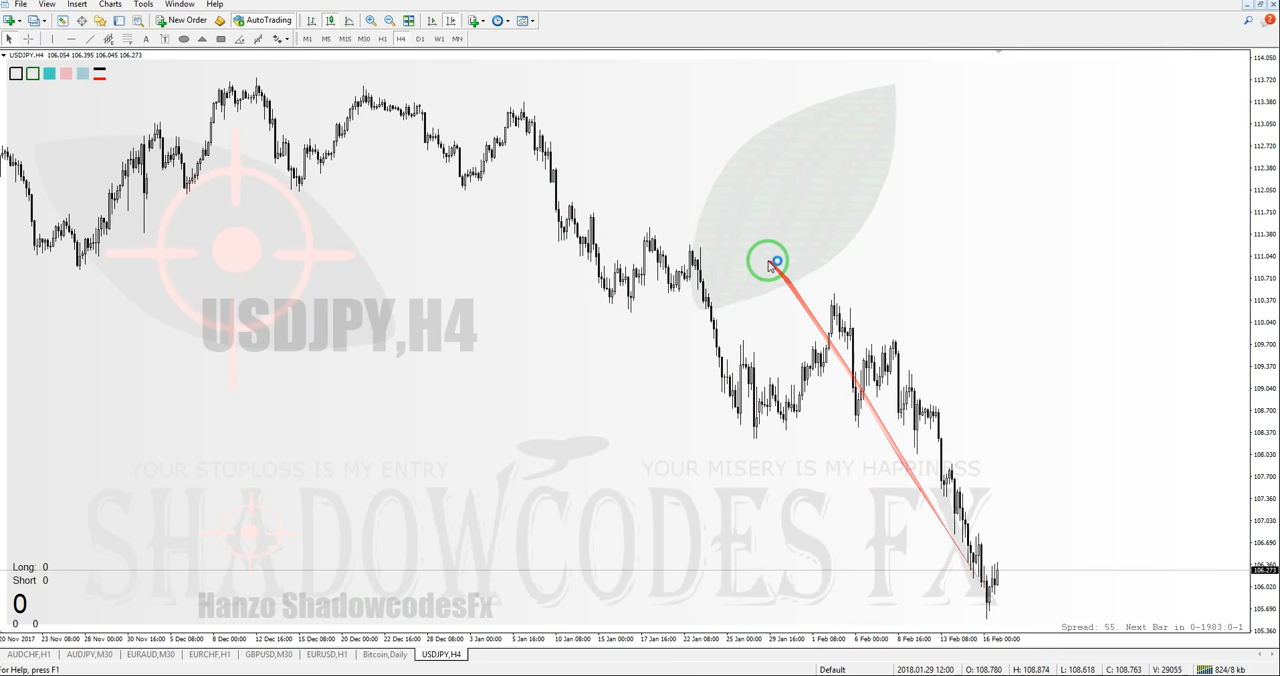 File View Insert Charts Tools Window Help
New Order AutoTrading
A T M1 M5 M15 M30 H1 H4 D1 W1 MN
USDJPY,H4 106.054 106.395 106.045 106.273
114.050
113.720
113.380
113.050
112.720
112.380
112.050
111.710
111.380
111.040
110.710
110.370
110.040
109.700
109.370
109.040
108.700
108.370
108.030
107.700
107.360
107.030
106.690
106.360
106.273
106.020
105.690
105.360
USDJPY,H4
YOUR STOPLOSS IS MY ENTRY YOUR MISERY IS MY HAPPINESS
SHADOWCODES FX
Hanzo ShadowcodesFx
Long: 0
Short 0
0
0 0
Spread: 55. Next Bar in 0-1983:0-1
20 Nov 2017 23 Nov 08:00 28 Nov 00:00 30 Nov 16:00 5 Dec 08:00 8 Dec 00:00 12 Dec 16:00 15 Dec 08:00 20 Dec 00:00 22 Dec 16:00 28 Dec 08:00 3 Jan 00:00 5 Jan 16:00 10 Jan 08:00 15 Jan 00:00 17 Jan 16:00 22 Jan 08:00 25 Jan 00:00 29 Jan 16:00 1 Feb 08:00 6 Feb 00:00 8 Feb 16:00 13 Feb 08:00 16 Feb 00:00
AUDCHF,H1 AUDJPY,M30 EURAUD,M30 EURCHF,H1 GBPUSD,M30 EURUSD,H1 Bitcoin,Daily USDJPY,H4
For Help, press F1 Default 2018.01.29 12:00 O: 108.780 H: 108.874 L: 108.618 C: 108.763 V: 29055 824/8 kb